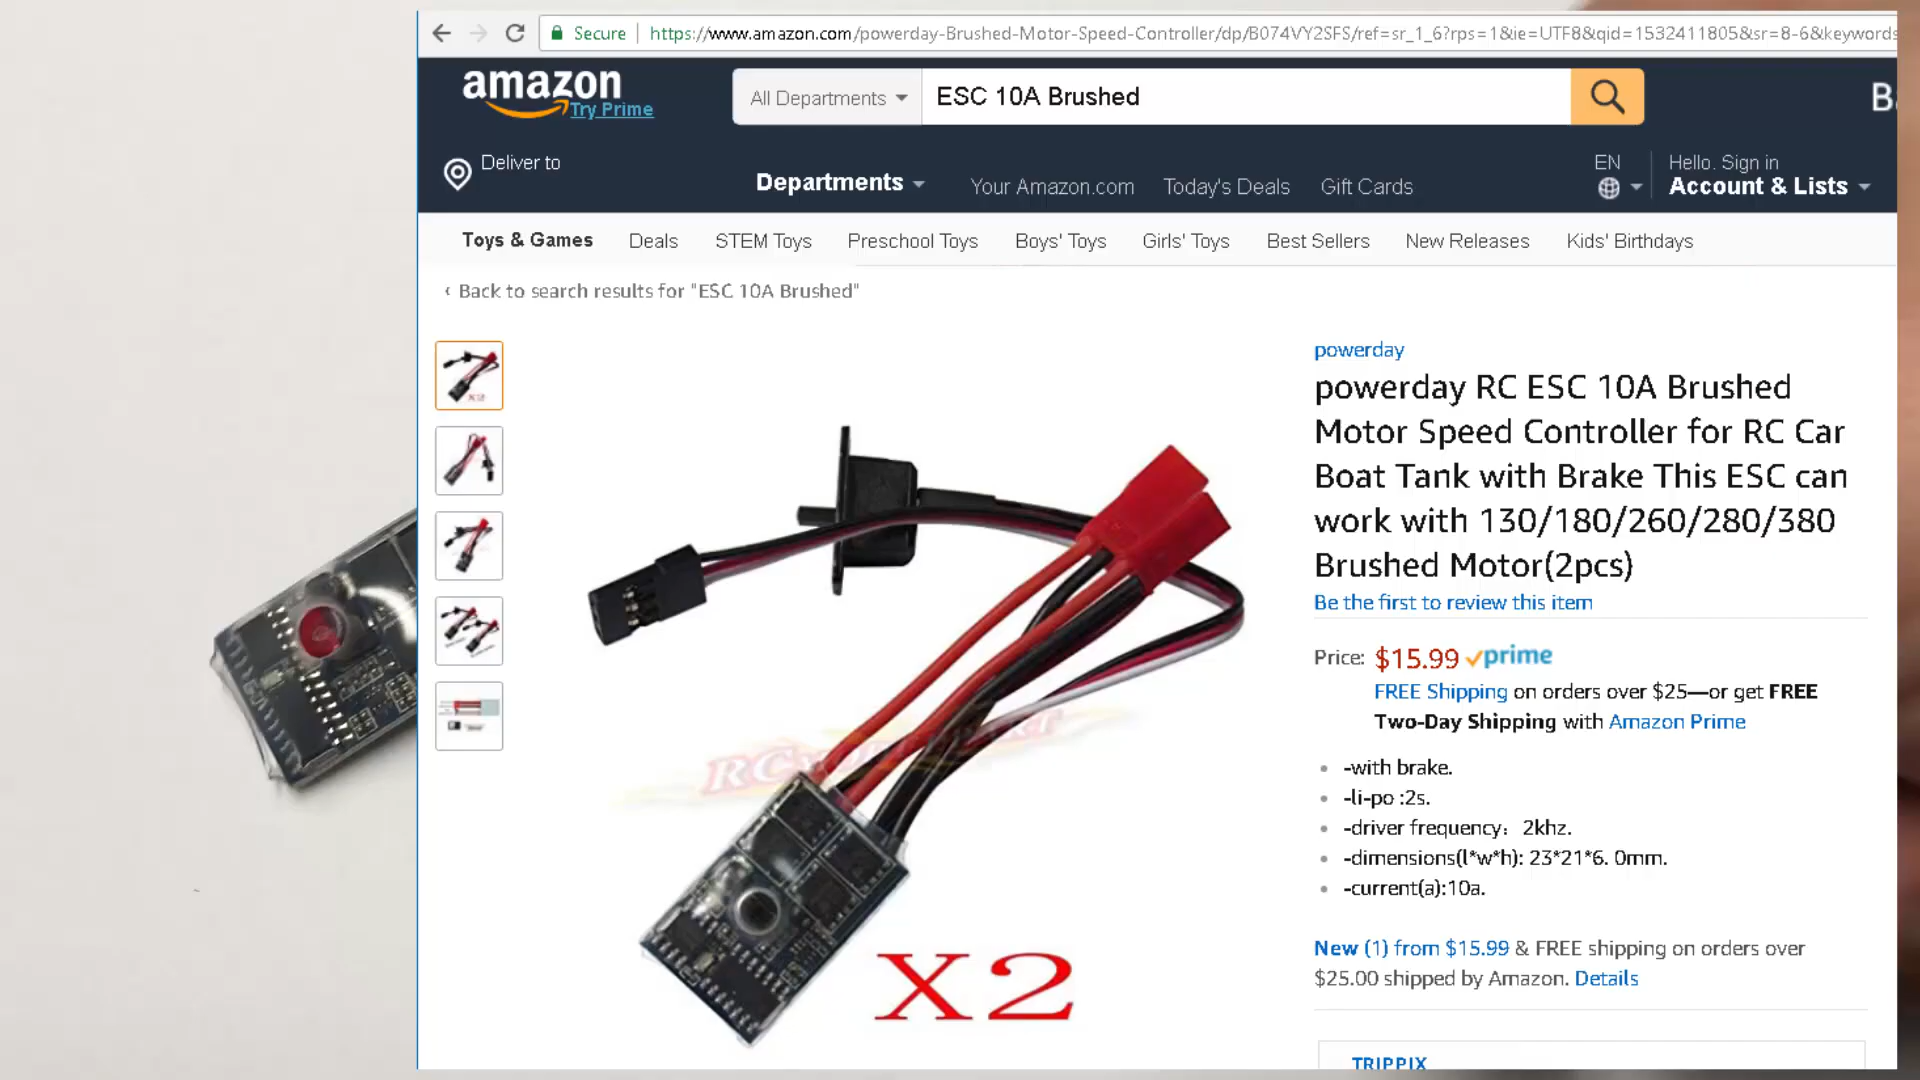 Secure
https://www.amazon.com/powerday-Brushed-Motor-Speed-Controller/dp/B074VY2SFS/ref=sr_1_6?rps=1&ie=UTF8&qid=1532411805&sr=8-6&keywords
amazon
Try Prime
All Departments
ESC 10A Brushed
Deliver to
Departments
Your Amazon.com
Today's Deals
Gift Cards
EN
Hello. Sign in
Account & Lists
Toys & Games
Deals
STEM Toys
Preschool Toys
Boys' Toys
Girls' Toys
Best Sellers
New Releases
Kids' Birthdays
‹ Back to search results for "ESC 10A Brushed"
powerday
powerday RC ESC 10A Brushed
Motor Speed Controller for RC Car
Boat Tank with Brake This ESC can
work with 130/180/260/280/380
Brushed Motor(2pcs)
Be the first to review this item
Price: $15.99 prime
FREE Shipping on orders over $25—or get FREE
Two-Day Shipping with Amazon Prime
-with brake.
-li-po :2s.
-driver frequency: 2khz.
-dimensions(l*w*h): 23*21*6. 0mm.
-current(a):10a.
New (1) from $15.99 & FREE shipping on orders over
$25.00 shipped by Amazon. Details
X2
TRIPPIX